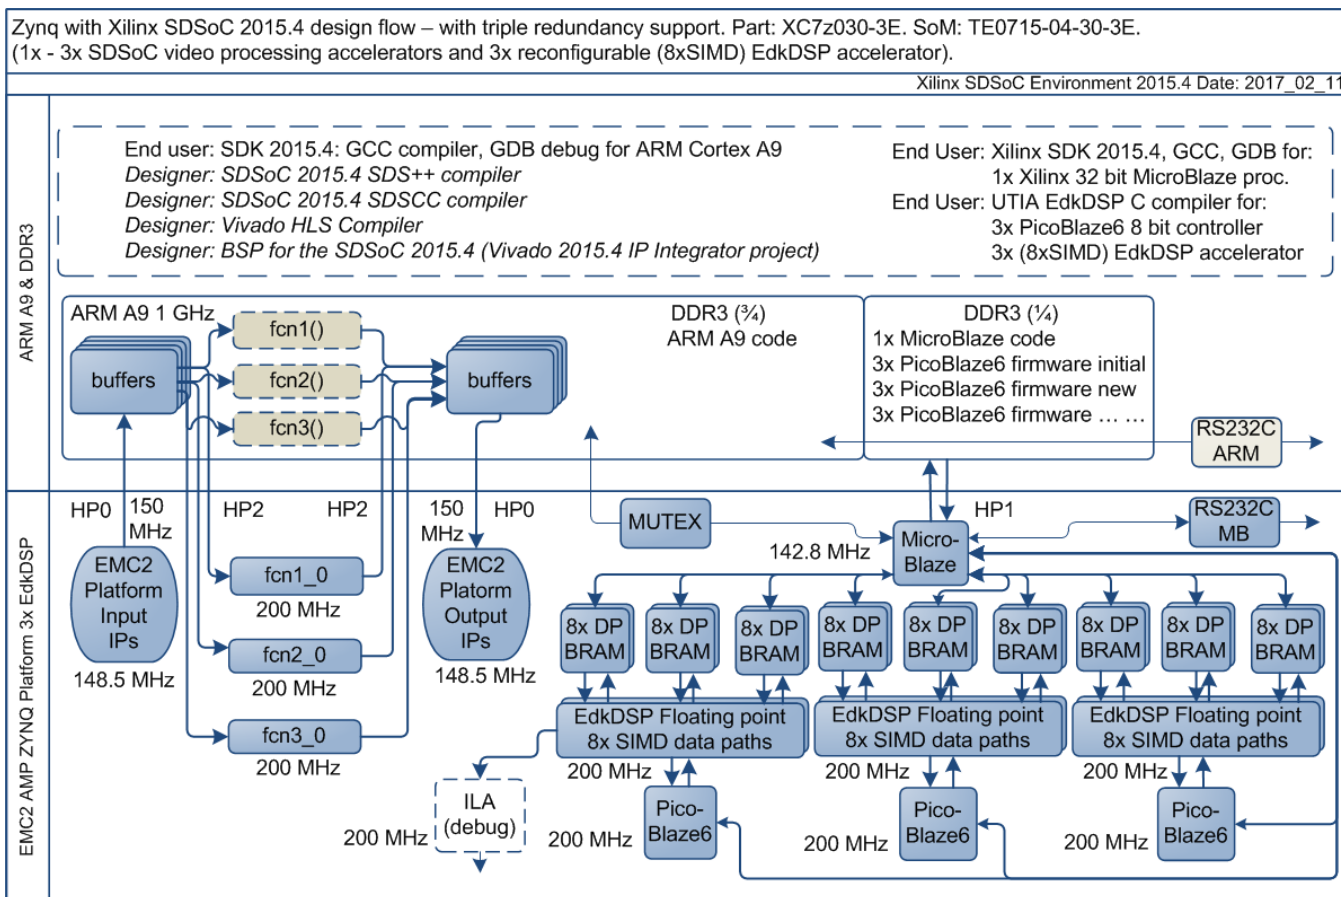 Zynq with Xilinx SDSoC 2015.4 design flow – with triple redundancy support. Part: XC7z030-3E. SoM: TE0715-04-30-3E.
(1x - 3x SDSoC video processing accelerators and 3x reconfigurable (8xSIMD) EdkDSP accelerator).
Xilinx SDSoC Environment 2015.4 Date: 2017_02_11
ARM A9 & DDR3
End user: SDK 2015.4: GCC compiler, GDB debug for ARM Cortex A9
Designer: SDSoC 2015.4 SDS++ compiler
Designer: SDSoC 2015.4 SDSCC compiler
Designer: Vivado HLS Compiler
Designer: BSP for the SDSoC 2015.4 (Vivado 2015.4 IP Integrator project)
End User: Xilinx SDK 2015.4, GCC, GDB for:
1x Xilinx 32 bit MicroBlaze proc.
End User: UTIA EdkDSP C compiler for:
3x PicoBlaze6 8 bit controller
3x (8xSIMD) EdkDSP accelerator
ARM A9 1 GHz
buffers
fcn1()
fcn2()
fcn3()
buffers
DDR3 (¾)
ARM A9 code
DDR3 (¼)
1x MicroBlaze code
3x PicoBlaze6 firmware initial
3x PicoBlaze6 firmware new
3x PicoBlaze6 firmware … …
RS232C
ARM
EMC2 AMP ZYNQ Platform 3x EdkDSP
HP0
150
MHz
HP2
HP2
150
MHz
HP0
MUTEX
HP1
RS232C
MB
Micro-
Blaze
142.8 MHz
EMC2
Platform
Input
IPs
148.5 MHz
fcn1_0
200 MHz
fcn2_0
200 MHz
fcn3_0
200 MHz
EMC2
Platorm
Output
IPs
148.5 MHz
8x DP
BRAM
8x DP
BRAM
8x DP
BRAM
8x DP
BRAM
8x DP
BRAM
8x DP
BRAM
8x DP
BRAM
8x DP
BRAM
8x DP
BRAM
EdkDSP Floating point
8x SIMD data paths
EdkDSP Floating point
8x SIMD data paths
EdkDSP Floating point
8x SIMD data paths
200 MHz
200 MHz
200 MHz
ILA
(debug)
200 MHz
Pico-
Blaze6
200 MHz
Pico-
Blaze6
200 MHz
Pico-
Blaze6
200 MHz